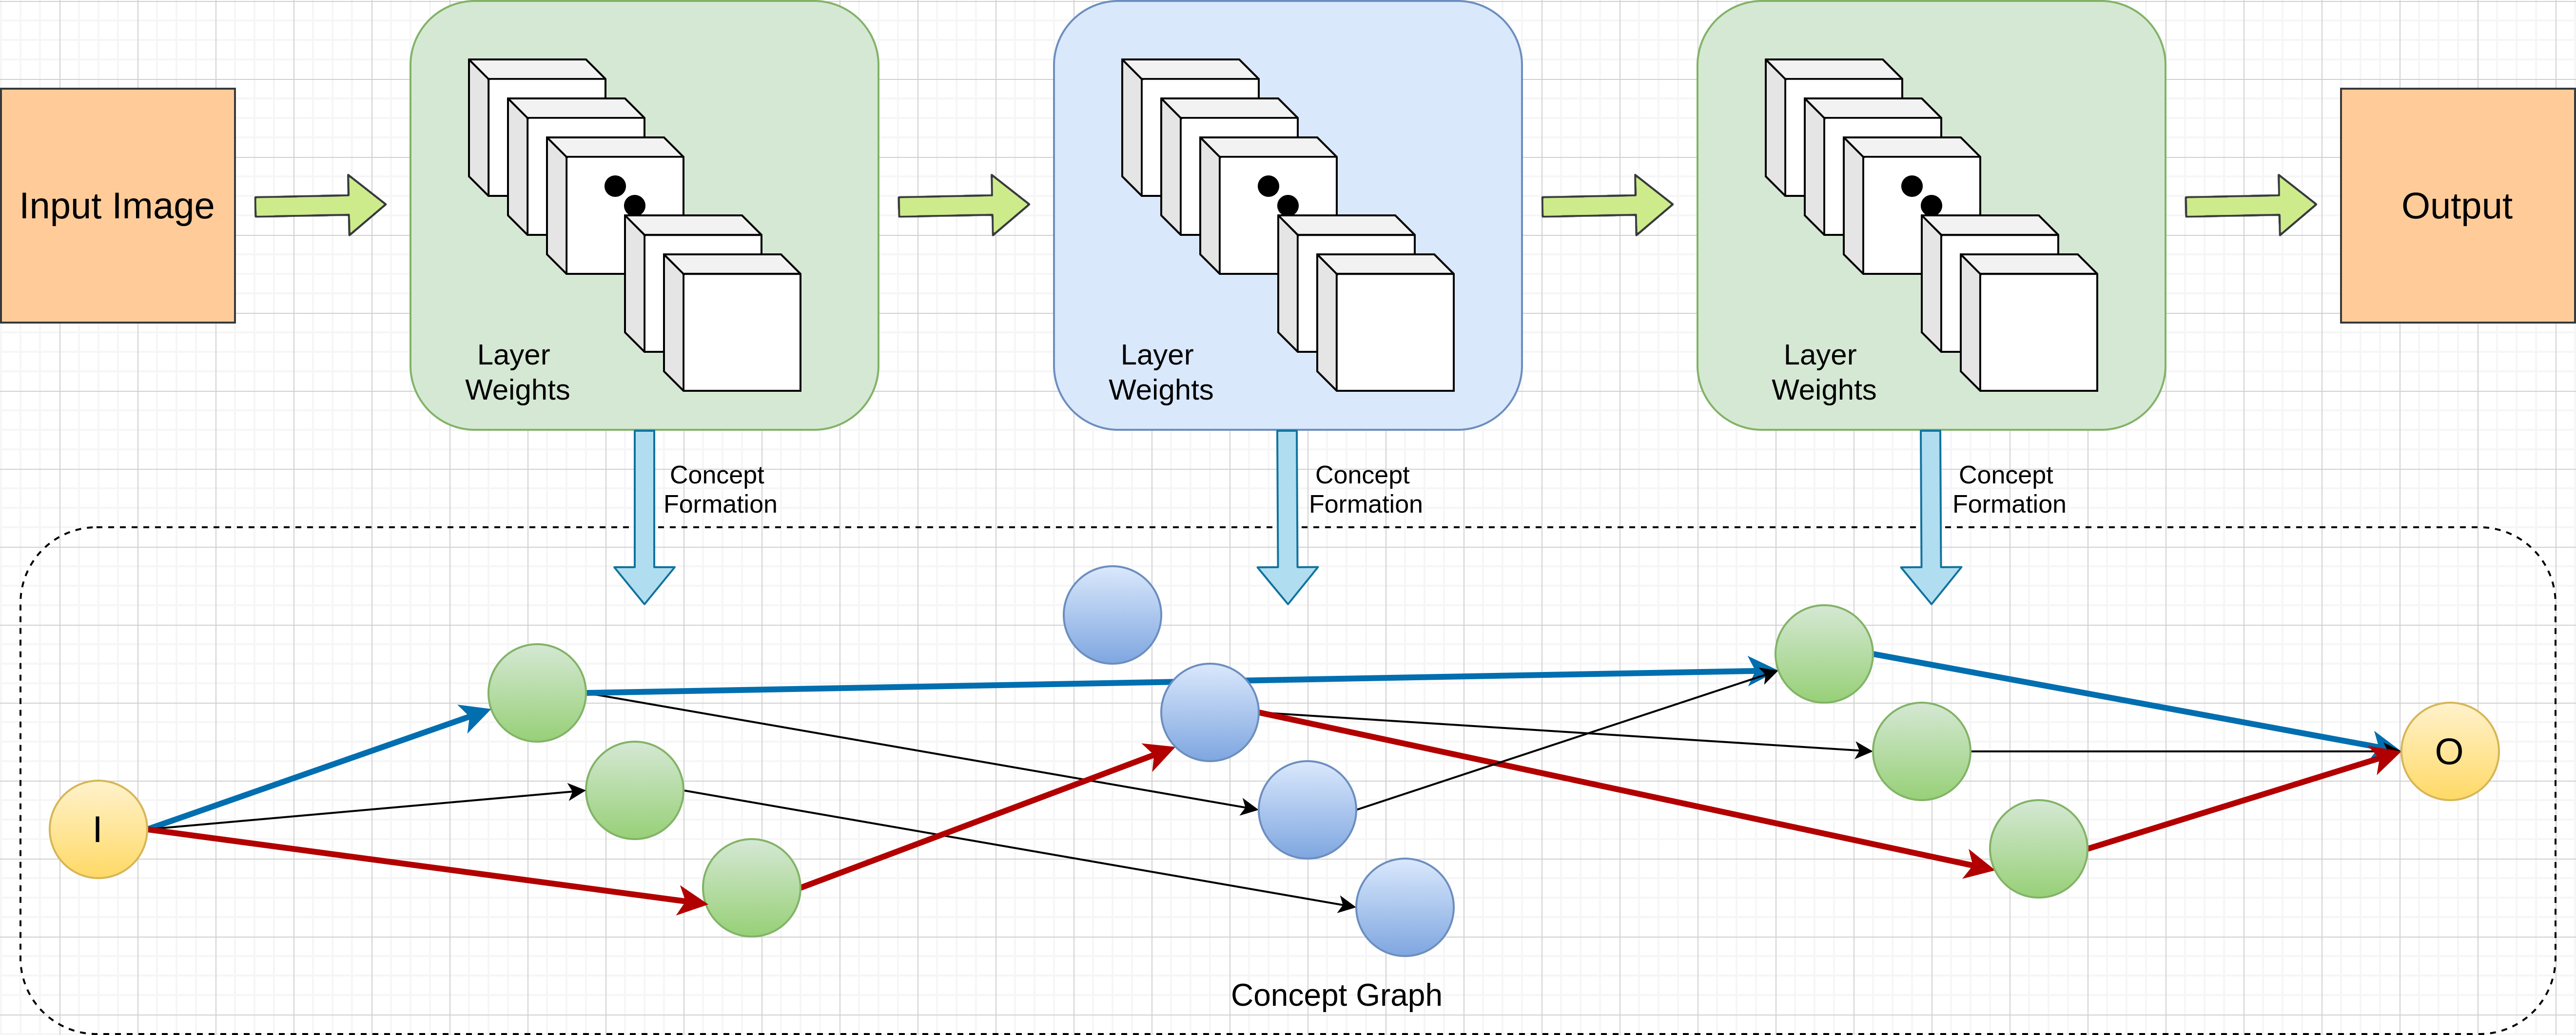 Input Image
Layer
Weights
Layer
Weights
Layer
Weights
Output
Concept
Formation
Concept
Formation
Concept
Formation
I
O
Concept Graph